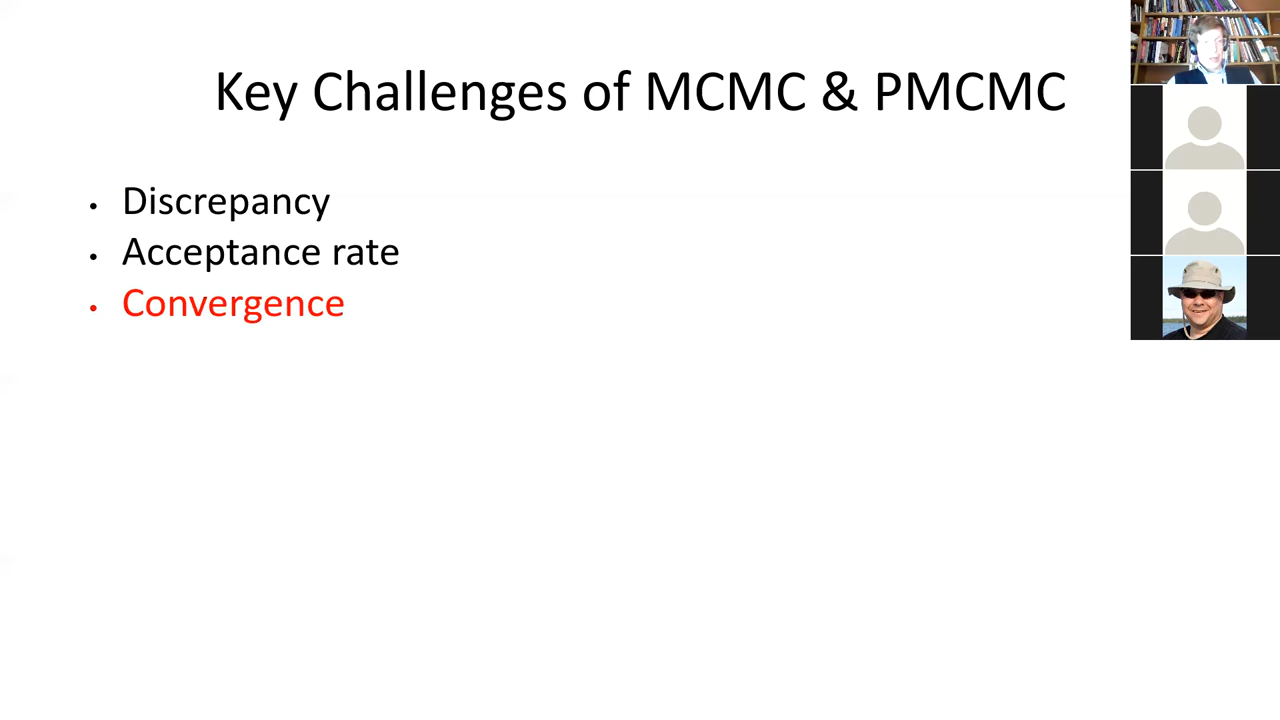 Key Challenges of MCMC & PMCMC
• Discrepancy
• Acceptance rate
• Convergence